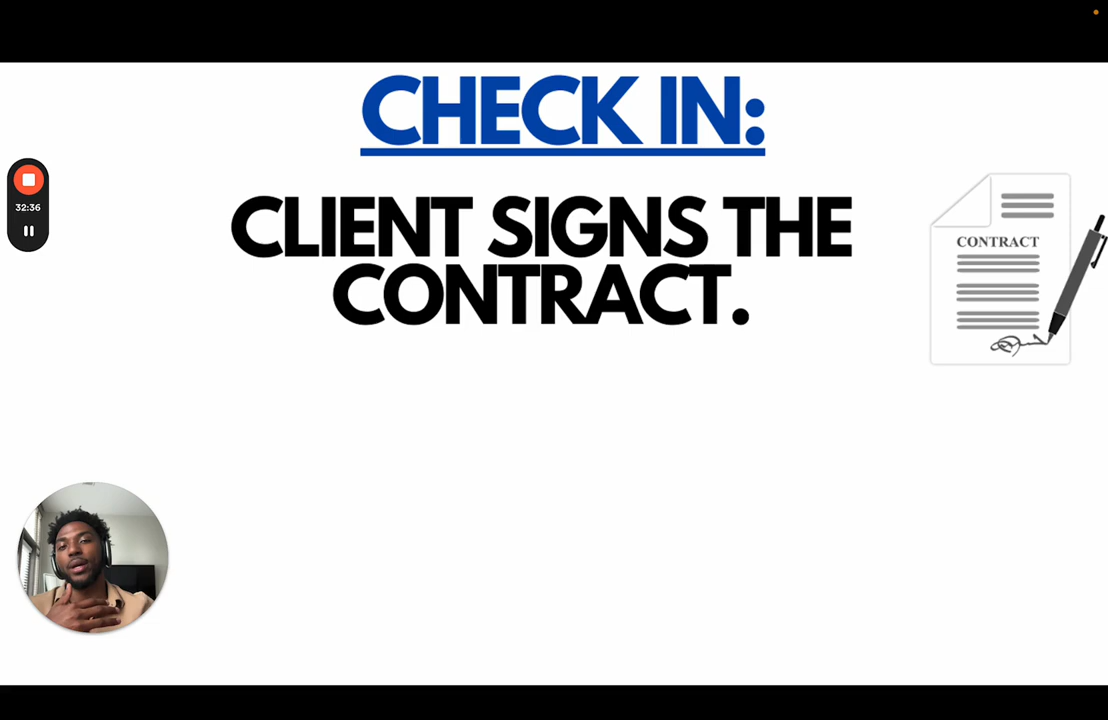 CHECK IN:
CLIENT SIGNS THE
CONTRACT.
CONTRACT
32:36